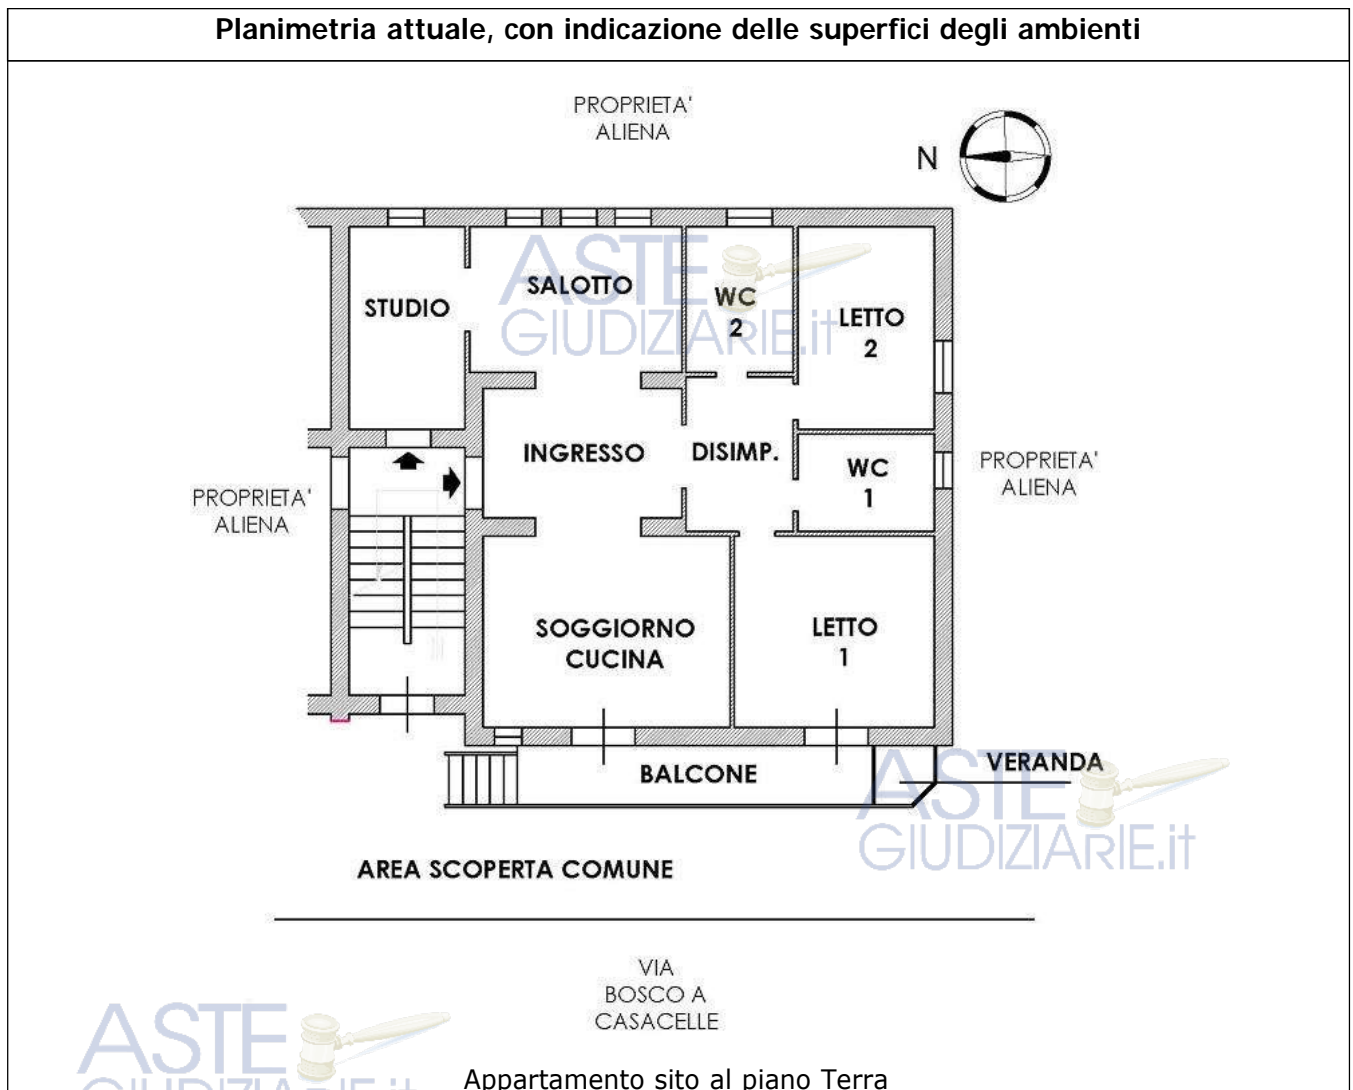 Planimetria attuale, con indicazione delle superfici degli ambienti
PROPRIETA'
ALIENA
N
ASTE
GIUDIZIARIE.it
STUDIO
SALOTTO
WC
2
LETTO
2
INGRESSO
DISIMP.
WC
1
PROPRIETA'
ALIENA
PROPRIETA'
ALIENA
SOGGIORNO
CUCINA
LETTO
1
BALCONE
VERANDA
ASTE
GIUDIZIARIE.it
AREA SCOPERTA COMUNE
VIA
BOSCO A
CASACELLE
ASTE
GIUDIZIARIE.it
Appartamento sito al piano Terra